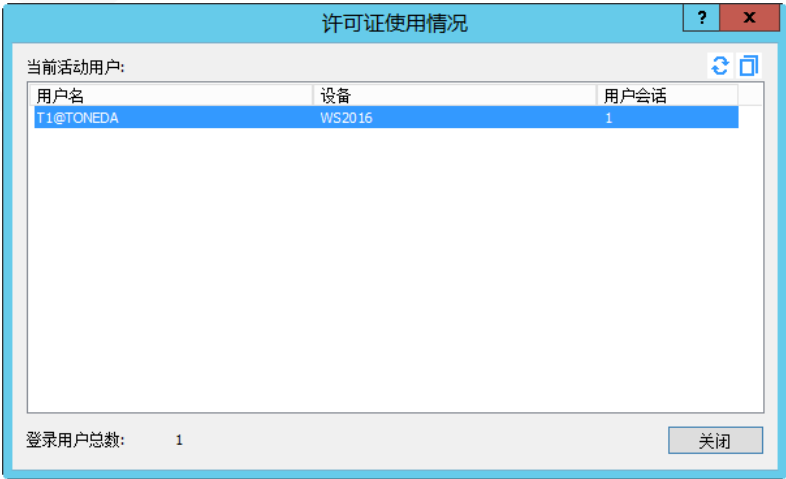 许可证使用情况
? x
当前活动用户:
用户名 设备 用户会话
T1@TONEDA WS2016 1
登录用户总数: 1 关闭